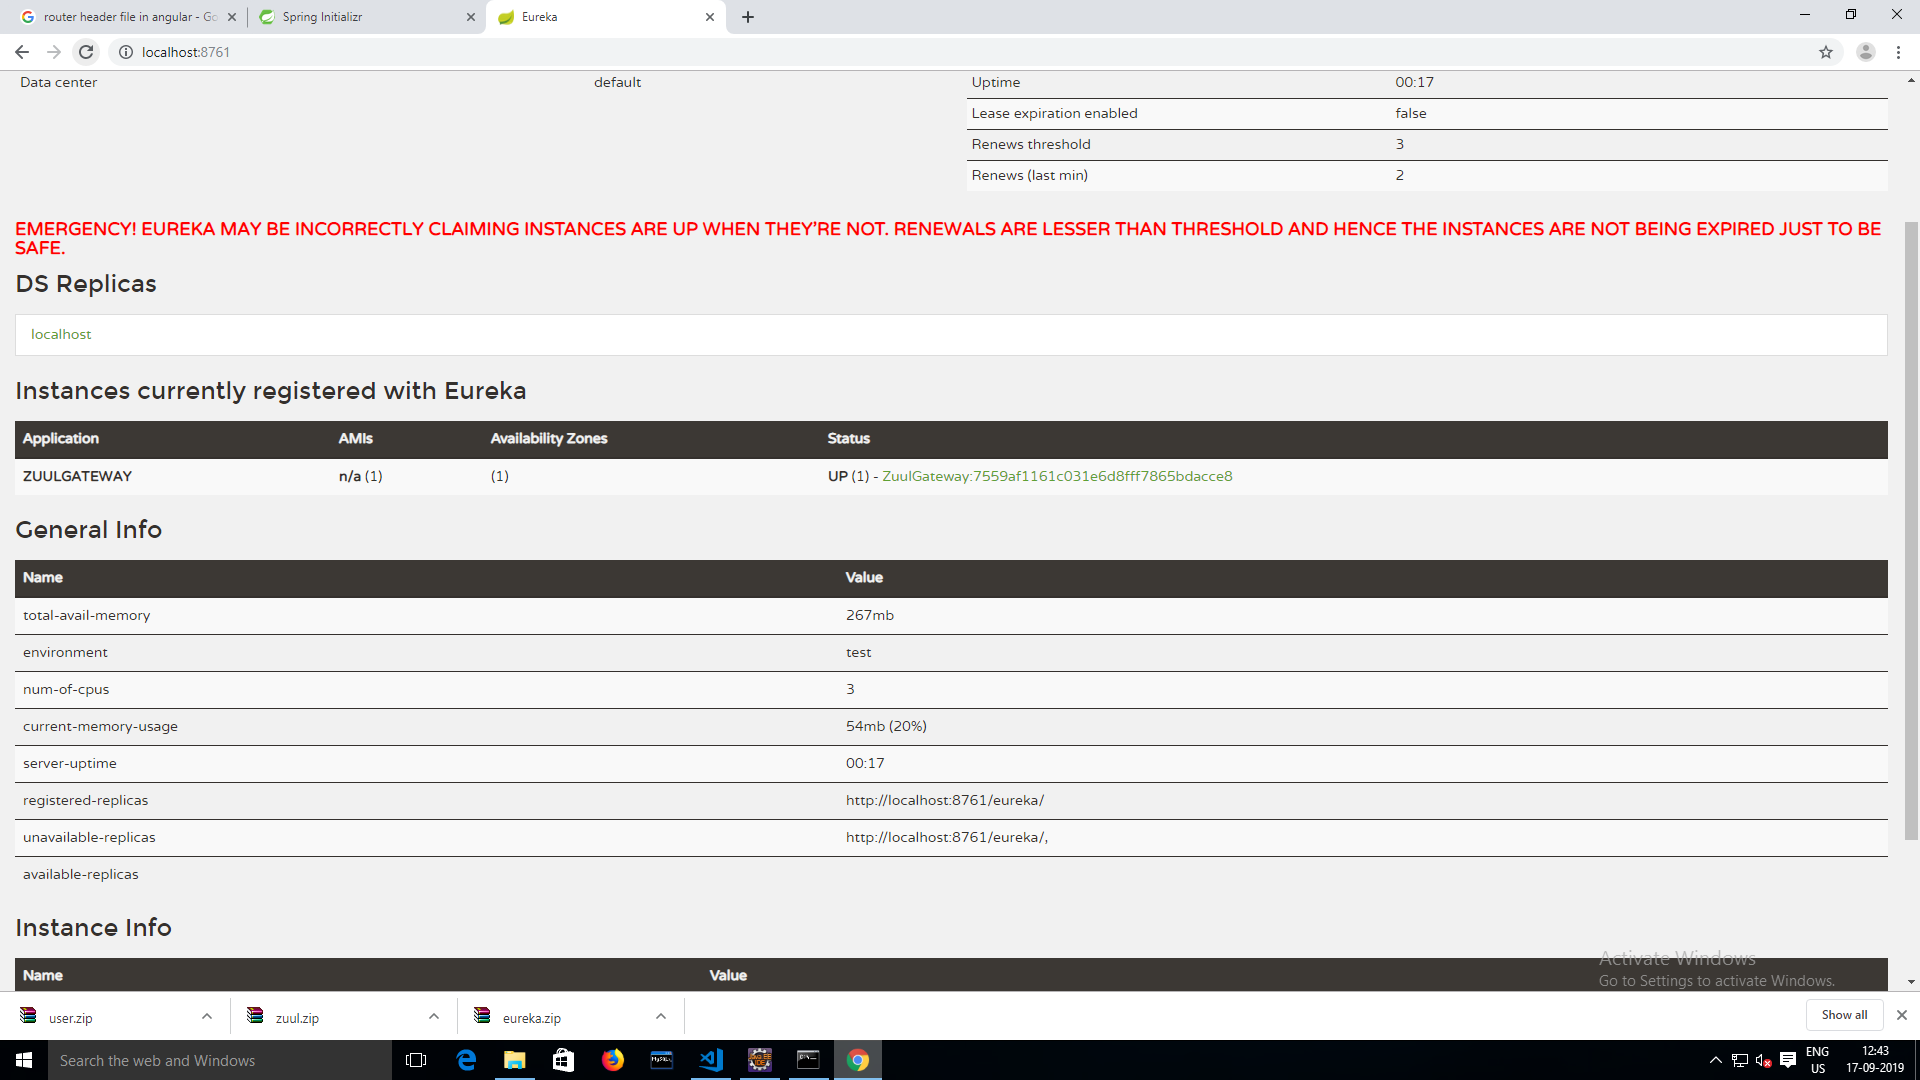 router header file in angular - Go
Spring Initializr
Eureka
localhost:8761
Data center default Uptime 00:17
Lease expiration enabled false
Renews threshold 3
Renews (last min) 2
EMERGENCY! EUREKA MAY BE INCORRECTLY CLAIMING INSTANCES ARE UP WHEN THEY'RE NOT. RENEWALS ARE LESSER THAN THRESHOLD AND HENCE THE INSTANCES ARE NOT BEING EXPIRED JUST TO BE
SAFE.
DS Replicas
localhost
Instances currently registered with Eureka
Application AMIs Availability Zones Status
ZUULGATEWAY n/a (1) (1) UP (1) - ZuulGateway:7559af1161c031e6d8fff7865bdacce8
General Info
Name Value
total-avail-memory 267mb
environment test
num-of-cpus 3
current-memory-usage 54mb (20%)
server-uptime 00:17
registered-replicas http://localhost:8761/eureka/
unavailable-replicas http://localhost:8761/eureka/,
available-replicas
Instance Info
Name Value
Activate Windows
Go to Settings to activate Windows.
user.zip zuul.zip eureka.zip Show all
Search the web and Windows
ENG 12:43
US 17-09-2019